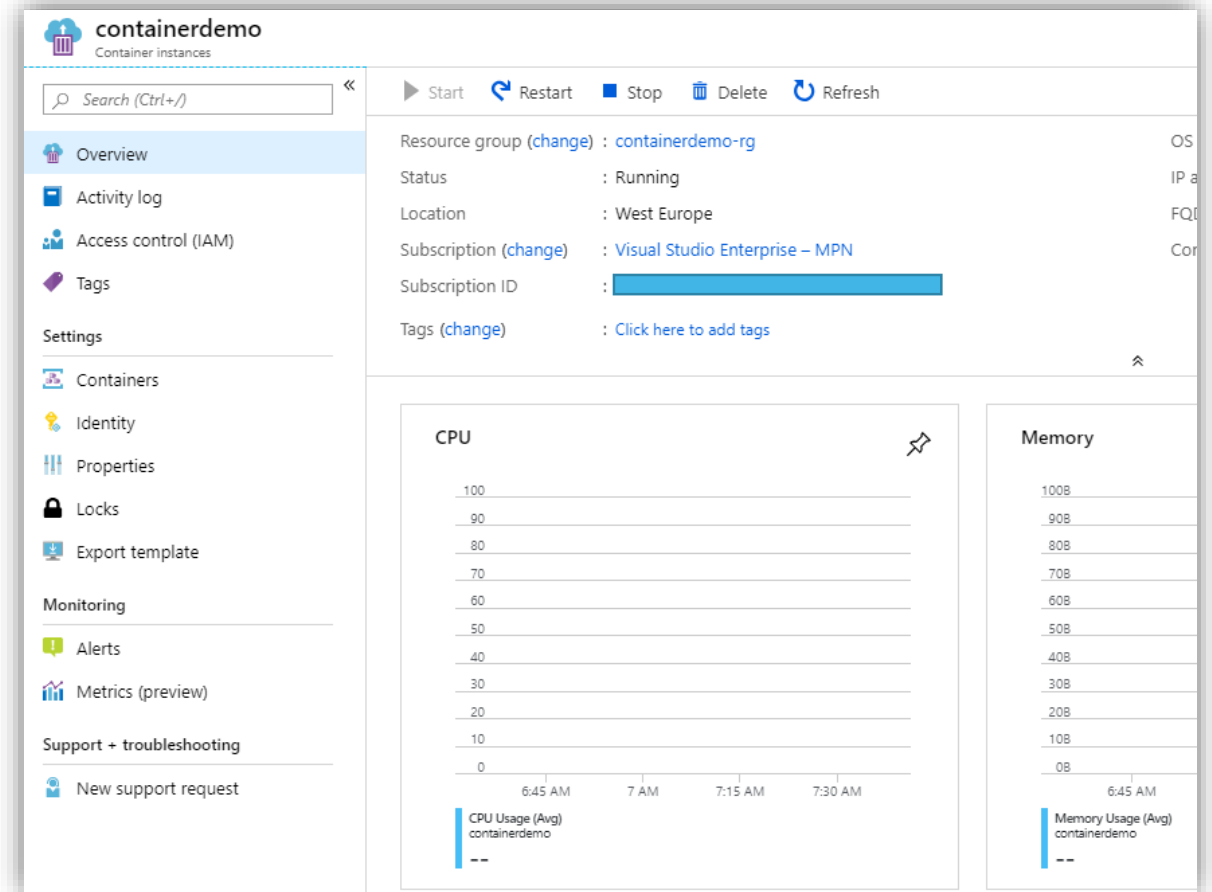 containerdemo
Container instances
Search (Ctrl+/)
Overview
Activity log
Access control (IAM)
Tags
Settings
Containers
Identity
Properties
Locks
Export template
Monitoring
Alerts
Metrics (preview)
Support + troubleshooting
New support request
Start Restart Stop Delete Refresh
Resource group (change) : containerdemo-rg
Status : Running
Location : West Europe
Subscription (change) : Visual Studio Enterprise – MPN
Subscription ID :
Tags (change) : Click here to add tags
OS
IP a
Cor
CPU
100
90
80
70
60
50
40
30
20
10
0
6:45 AM 7 AM 7:15 AM 7:30 AM
CPU Usage (Avg)
containerdemo
--
Memory
100B
90B
80B
70B
60B
50B
40B
30B
20B
10B
0B
6:45 AM
Memory Usage (Avg)
containerdemo
--